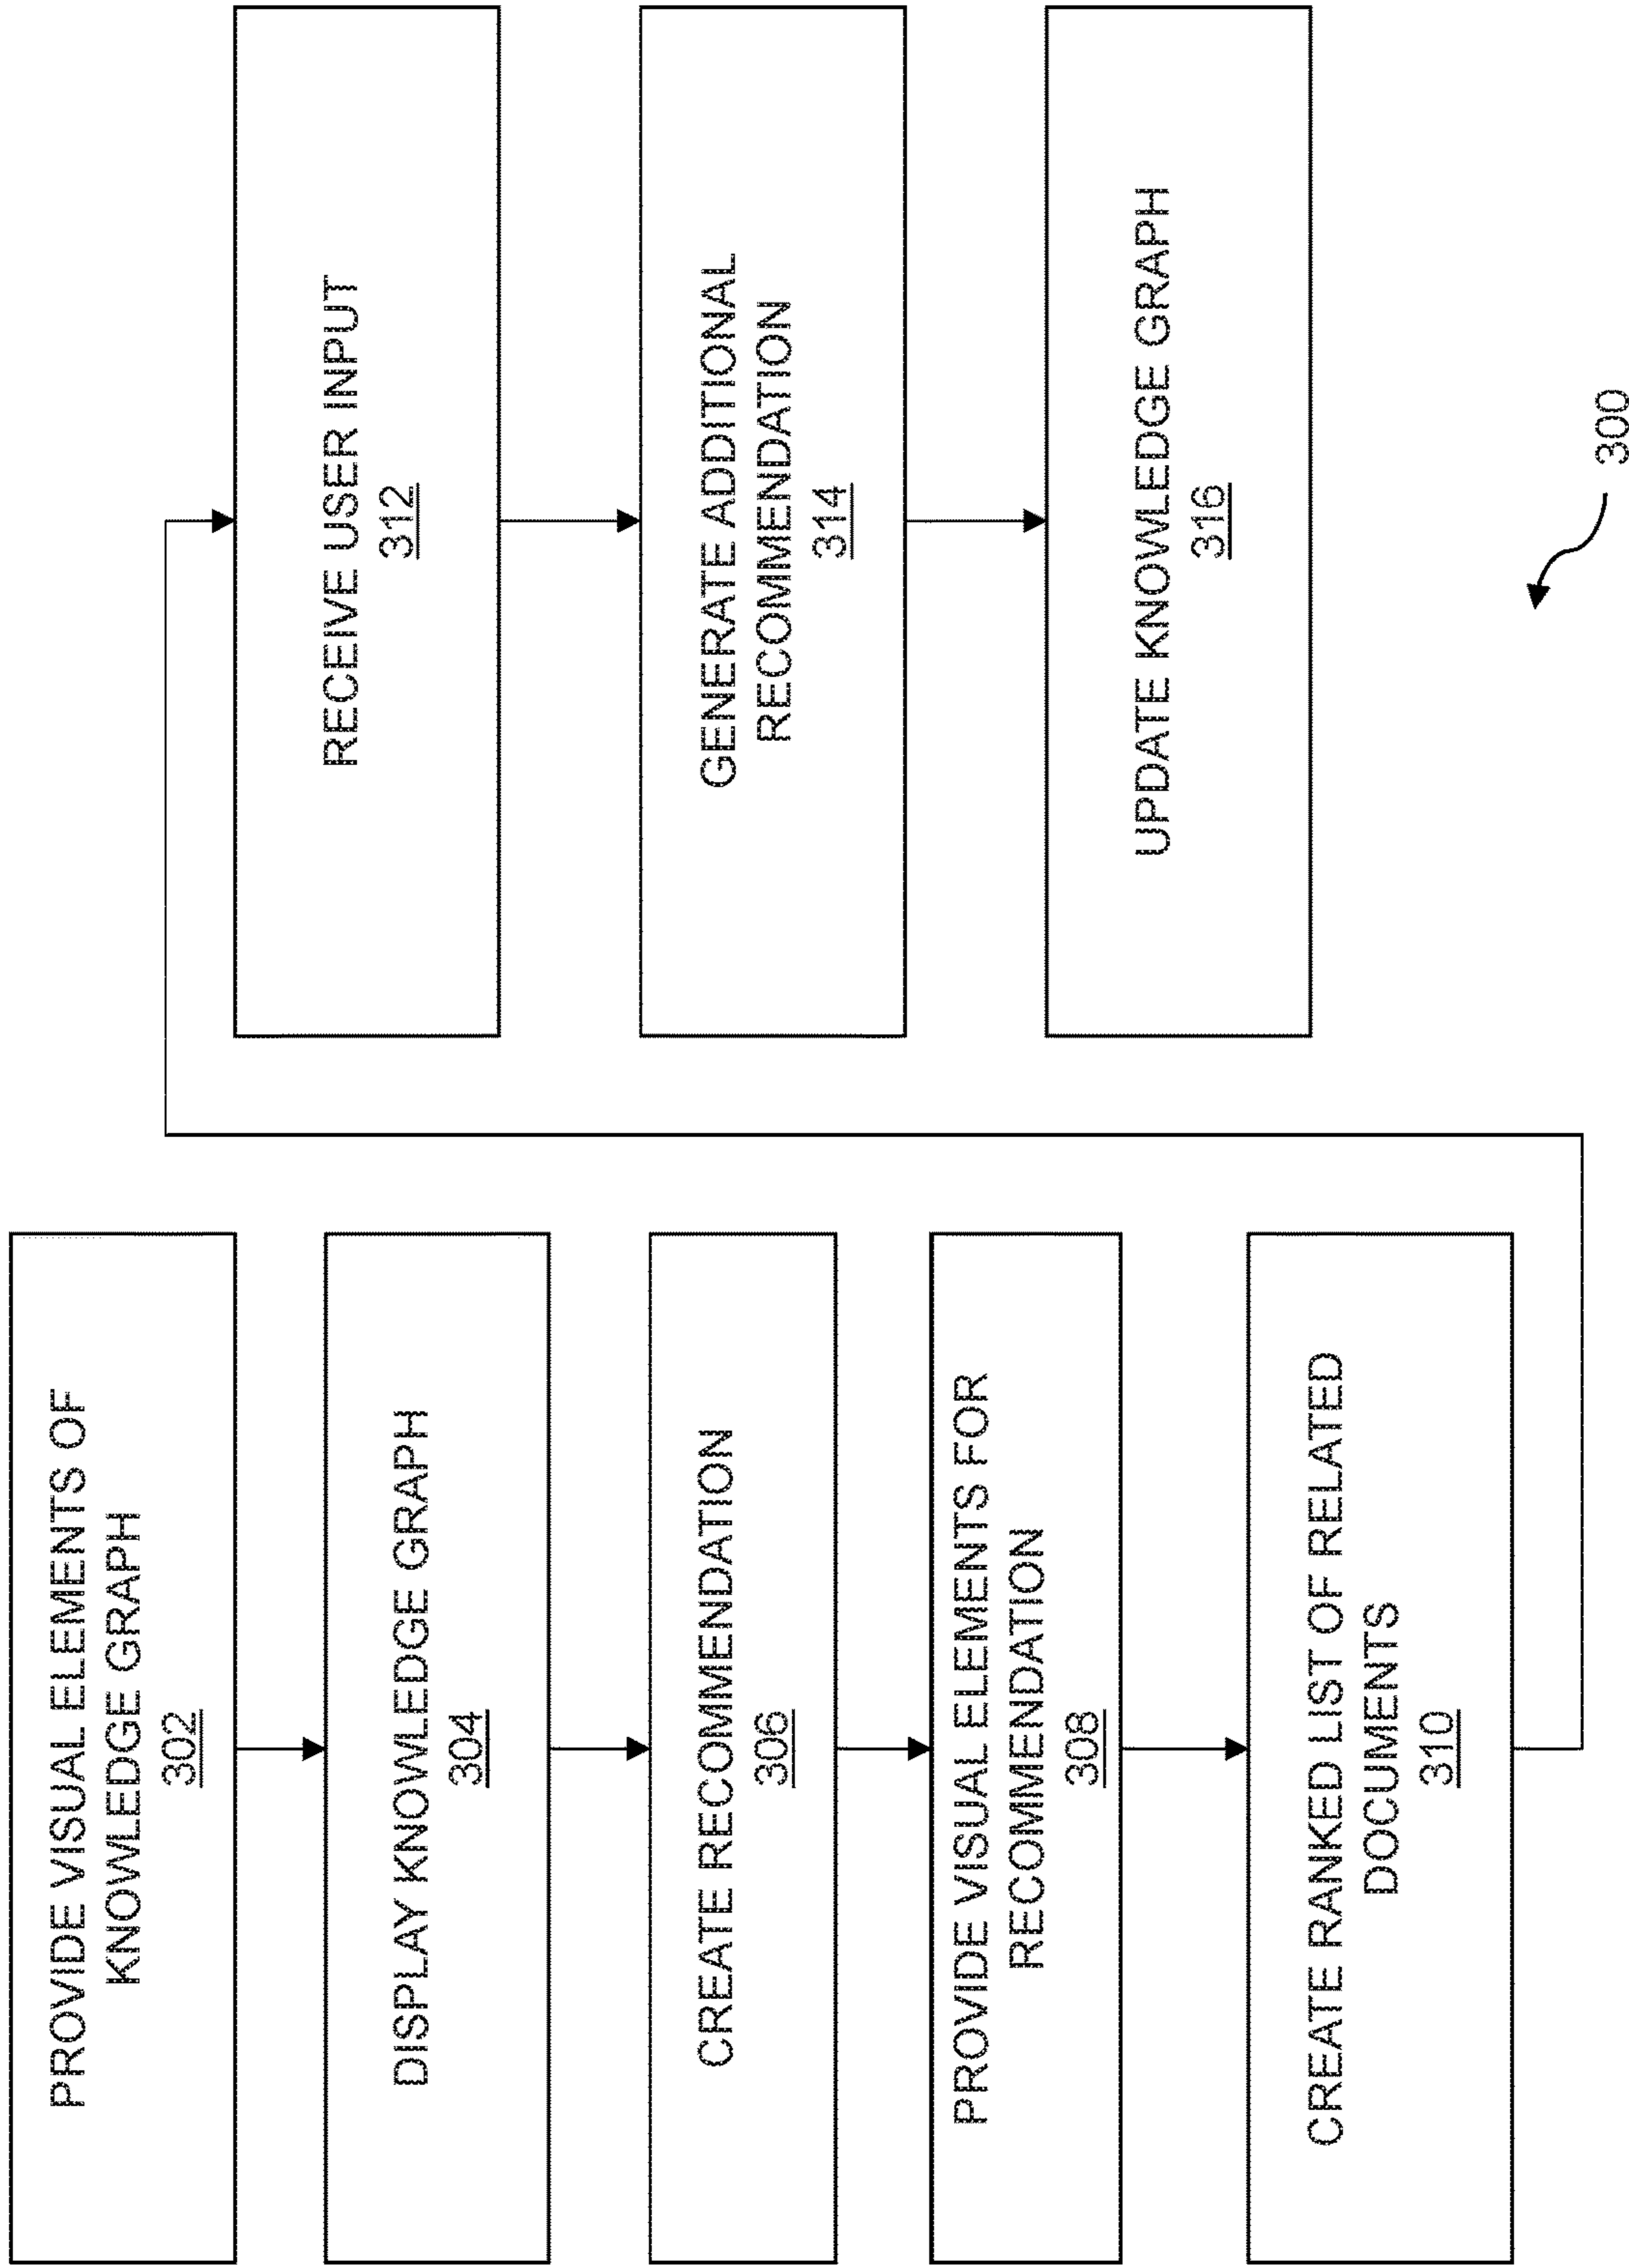 PROVIDE VISUAL ELEMENTS OF
KNOWLEDGE GRAPH
302
DISPLAY KNOWLEDGE GRAPH
304
CREATE RECOMMENDATION
306
PROVIDE VISUAL ELEMENTS FOR
RECOMMENDATION
308
CREATE RANKED LIST OF RELATED
DOCUMENTS
310
RECEIVE USER INPUT
312
GENERATE ADDITIONAL
RECOMMENDATION
314
UPDATE KNOWLEDGE GRAPH
316
300